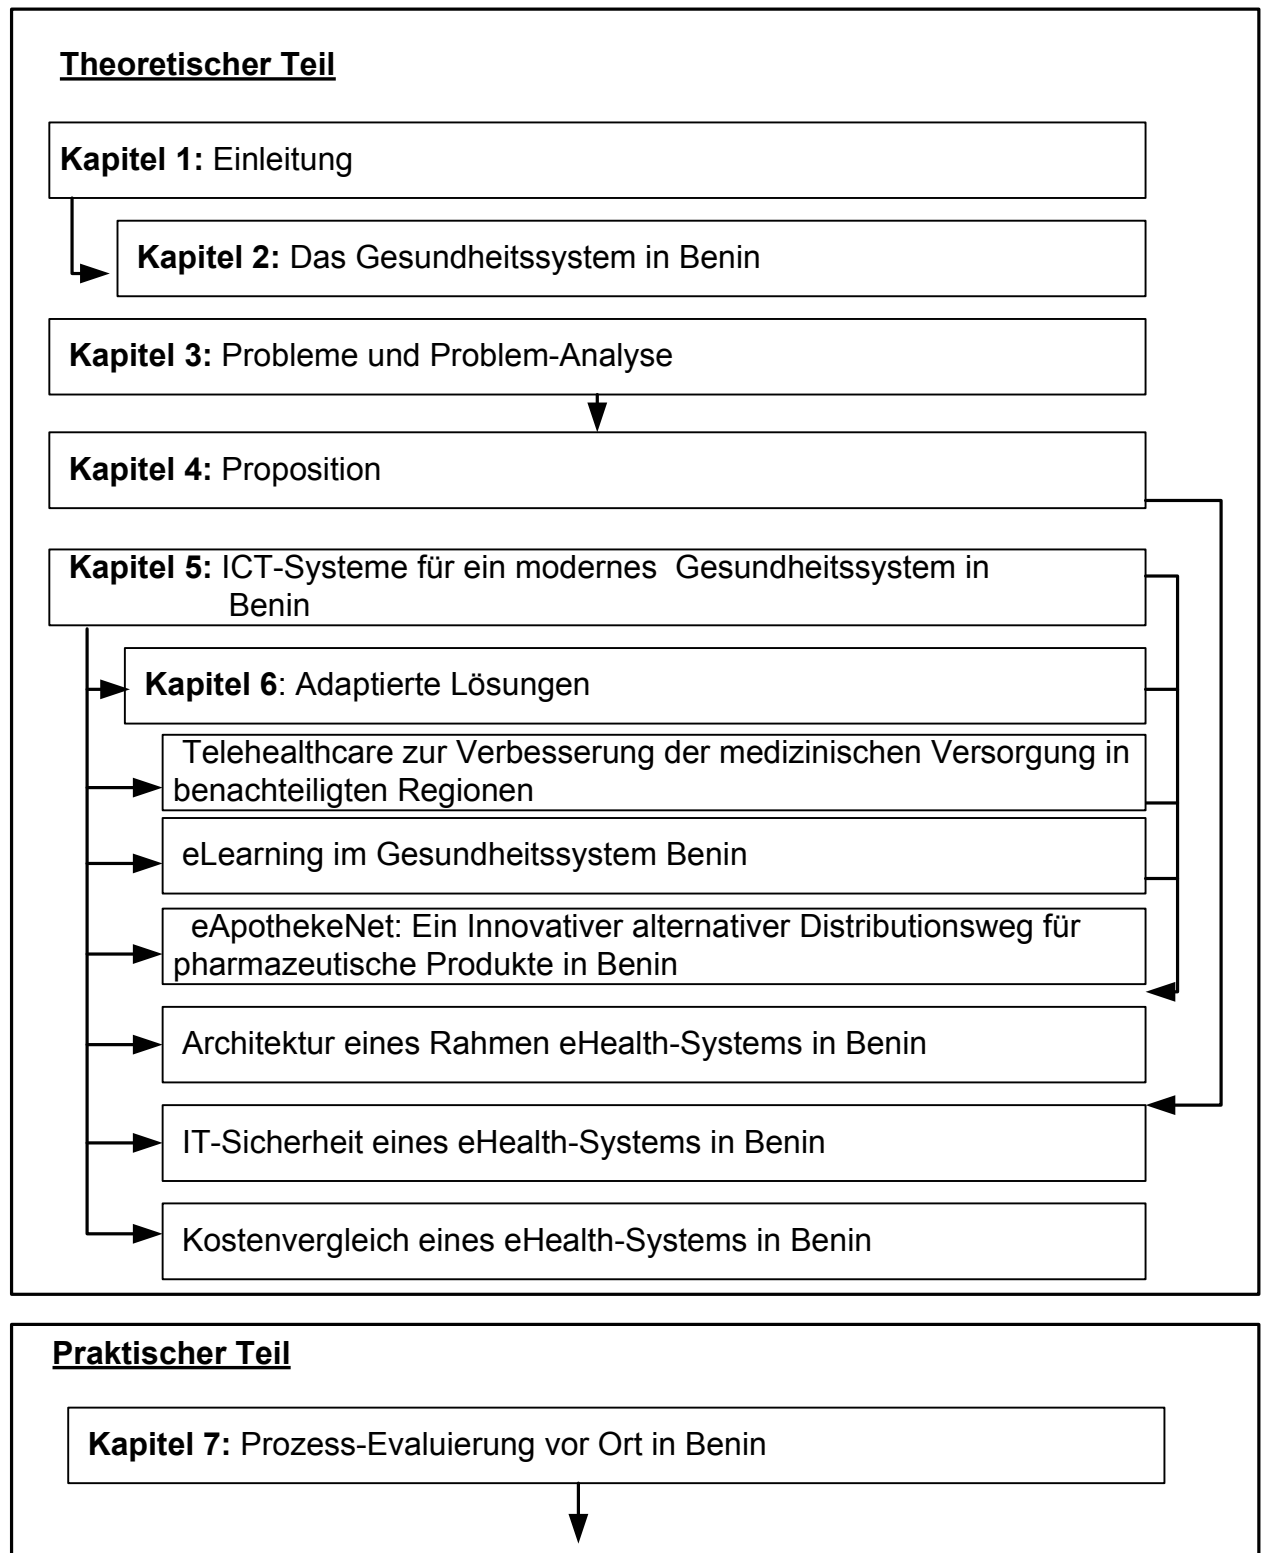 Theoretischer Teil
Kapitel 1: Einleitung
Kapitel 2: Das Gesundheitssystem in Benin
Kapitel 3: Probleme und Problem-Analyse
Kapitel 4: Proposition
Kapitel 5: ICT-Systeme für ein modernes Gesundheitssystem in
Benin
Kapitel 6: Adaptierte Lösungen
Telehealthcare zur Verbesserung der medizinischen Versorgung in
benachteiligten Regionen
eLearning im Gesundheitssystem Benin
eApothekeNet: Ein Innovativer alternativer Distributionsweg für
pharmazeutische Produkte in Benin
Architektur eines Rahmen eHealth-Systems in Benin
IT-Sicherheit eines eHealth-Systems in Benin
Kostenvergleich eines eHealth-Systems in Benin
Praktischer Teil
Kapitel 7: Prozess-Evaluierung vor Ort in Benin